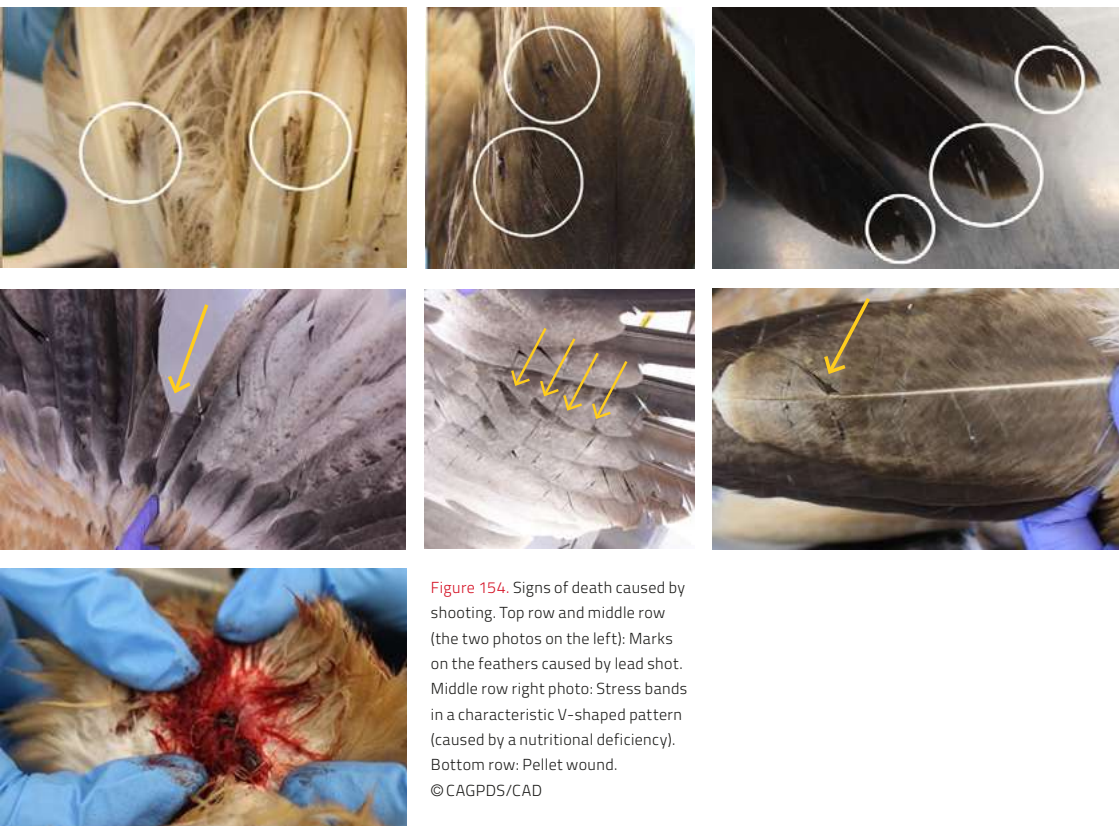 Figure 154. Signs of death caused by
shooting. Top row and middle row
(the two photos on the left): Marks
on the feathers caused by lead shot.
Middle row right photo: Stress bands
in a characteristic V-shaped pattern
(caused by a nutritional deficiency).
Bottom row: Pellet wound.
© CAGPDS/CAD